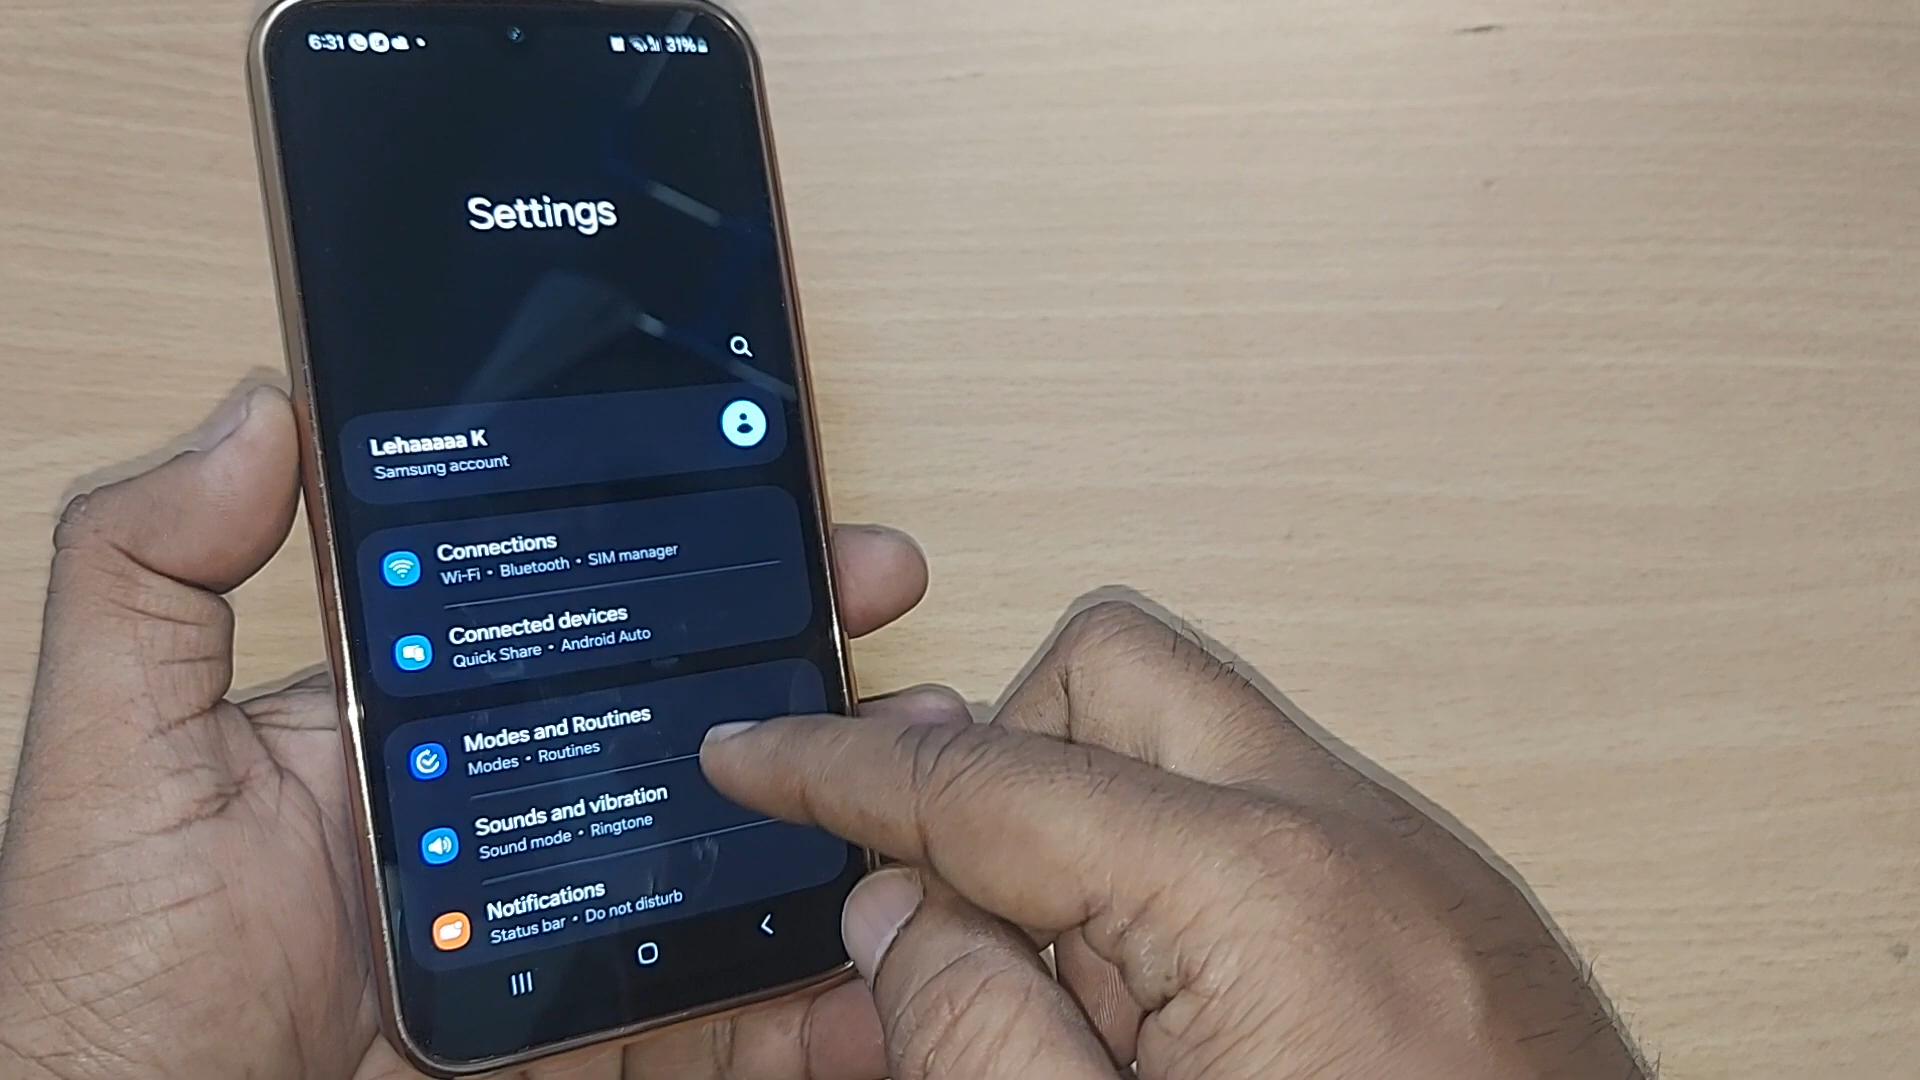 6:31 31%
Settings
Lehaaaaa K
Samsung account
Connections
Wi-Fi • Bluetooth • SIM manager
Connected devices
Quick Share • Android Auto
Modes and Routines
Modes • Routines
Sounds and vibration
Sound mode • Ringtone
Notifications
Status bar • Do not disturb